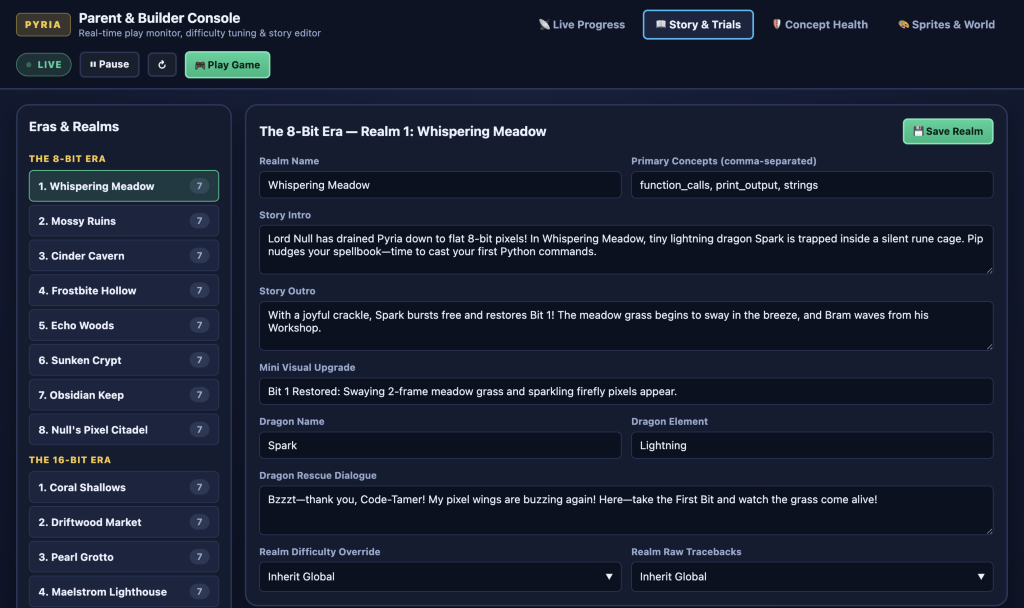 PYRIA
Parent & Builder Console
Real-time play monitor, difficulty tuning & story editor
Live Progress
Story & Trials
Concept Health
Sprites & World
LIVE
Pause
Play Game
Eras & Realms
THE 8-BIT ERA
1. Whispering Meadow 7
2. Mossy Ruins 7
3. Cinder Cavern 7
4. Frostbite Hollow 7
5. Echo Woods 7
6. Sunken Crypt 7
7. Obsidian Keep 7
8. Null's Pixel Citadel 7
THE 16-BIT ERA
1. Coral Shallows 7
2. Driftwood Market 7
3. Pearl Grotto 7
4. Maelstrom Lighthouse 7
The 8-Bit Era — Realm 1: Whispering Meadow
Save Realm
Realm Name
Whispering Meadow
Primary Concepts (comma-separated)
function_calls, print_output, strings
Story Intro
Lord Null has drained Pyria down to flat 8-bit pixels! In Whispering Meadow, tiny lightning dragon Spark is trapped inside a silent rune cage. Pip
nudges your spellbook—time to cast your first Python commands.
Story Outro
With a joyful crackle, Spark bursts free and restores Bit 1! The meadow grass begins to sway in the breeze, and Bram waves from his
Workshop.
Mini Visual Upgrade
Bit 1 Restored: Swaying 2-frame meadow grass and sparkling firefly pixels appear.
Dragon Name
Spark
Dragon Element
Lightning
Dragon Rescue Dialogue
Bzzzt—thank you, Code-Tamer! My pixel wings are buzzing again! Here—take the First Bit and watch the grass come alive!
Realm Difficulty Override
Inherit Global
Realm Raw Tracebacks
Inherit Global